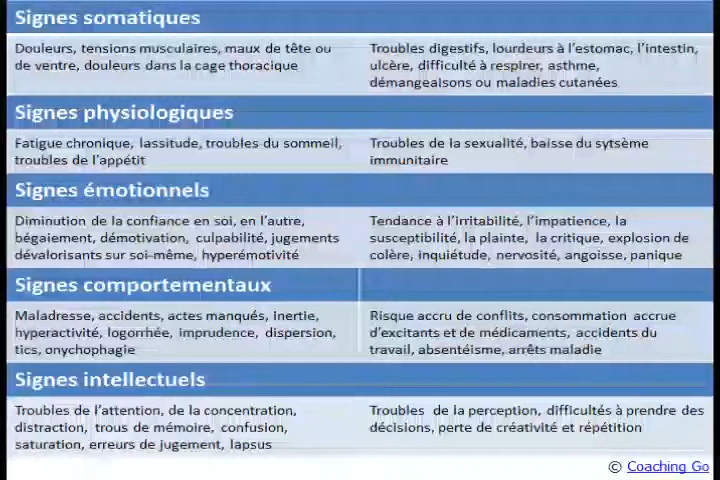 Signes somatiques
Douleurs, tensions musculaires, maux de tête ou
de ventre, douleurs dans la cage thoracique
Troubles digestifs, lourdeurs à l'estomac, l'intestin,
ulcère, difficulté à respirer, asthme,
démangeaisons ou maladies cutanées
Signes physiologiques
Fatigue chronique, lassitude, troubles du sommeil,
troubles de l'appétit
Troubles de la sexualité, baisse du sytsème
immunitaire
Signes émotionnels
Diminution de la confiance en soi, en l'autre,
bégaiement, démotivation, culpabilité, jugements
dévalorisants sur soi-même, hyperémotivité
Tendance à l'irritabilité, l'impatience, la
susceptibilité, la plainte, la critique, explosion de
colère, inquiétude, nervosité, angoisse, panique
Signes comportementaux
Maladresse, accidents, actes manqués, inertie,
hyperactivité, logorrhée, imprudence, dispersion,
tics, onychophagie
Risque accru de conflits, consommation accrue
d'excitants et de médicaments, accidents du
travail, absentéisme, arrêts maladie
Signes intellectuels
Troubles de l'attention, de la concentration,
distraction, trous de mémoire, confusion,
saturation, erreurs de jugement, lapsus
Troubles de la perception, difficultés à prendre des
décisions, perte de créativité et répétition
© Coaching Go